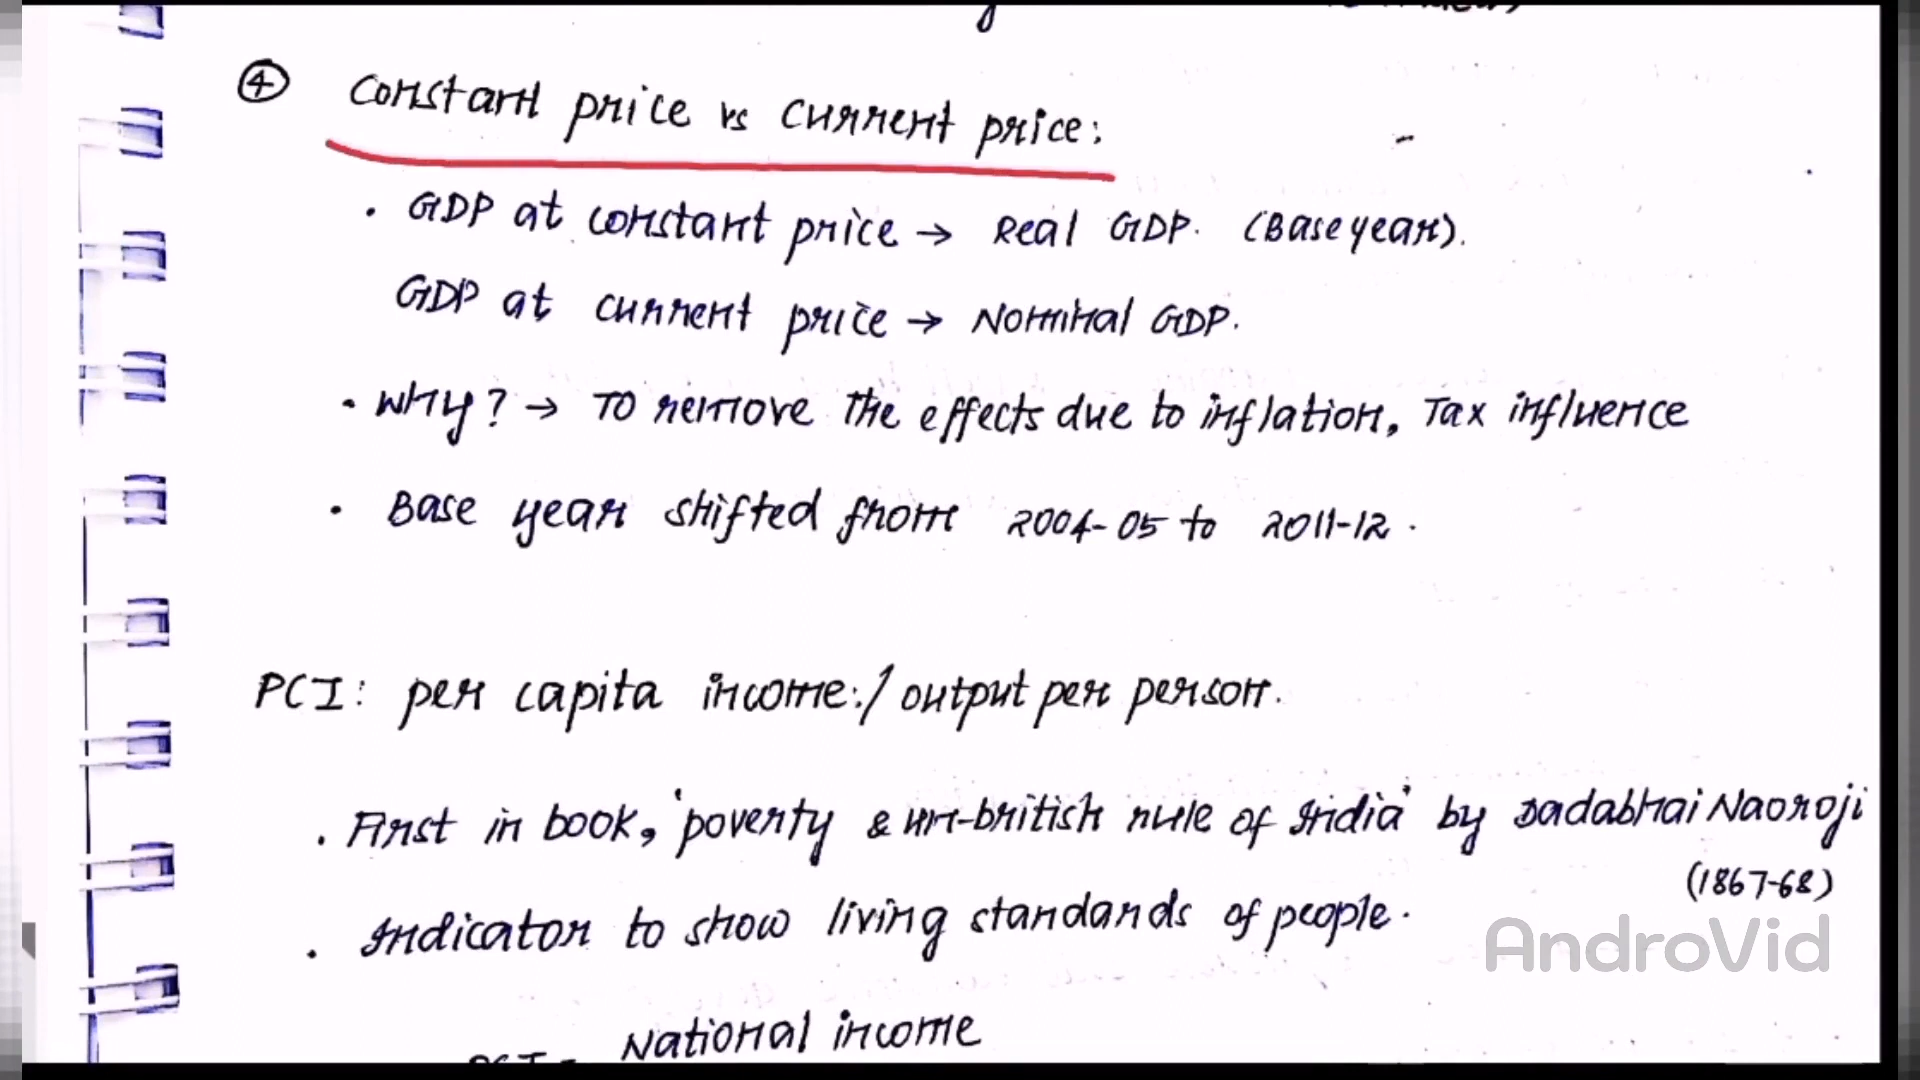 ④ Constant price vs Current price:
. GDP at constant price → Real GDP. (Base year).
GDP at current price → Nominal GDP.
. Why? → To remove the effects due to inflation, Tax influence
. Base year shifted from 2004-05 to 2011-12.
PCI: per capita income:/output per person.
. First in book, 'poverty & un-british rule of India' by Dadabhai Naoroji
(1867-68)
. Indicator to show living standards of people.
AndroVid
National income
PCI =